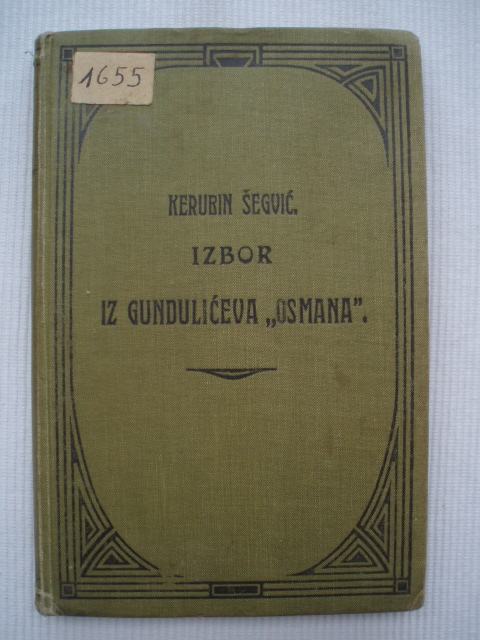 1655
KERUBIN ŠEGVIĆ.
IZBOR
IZ GUNDULIĆEVA „OSMANA".